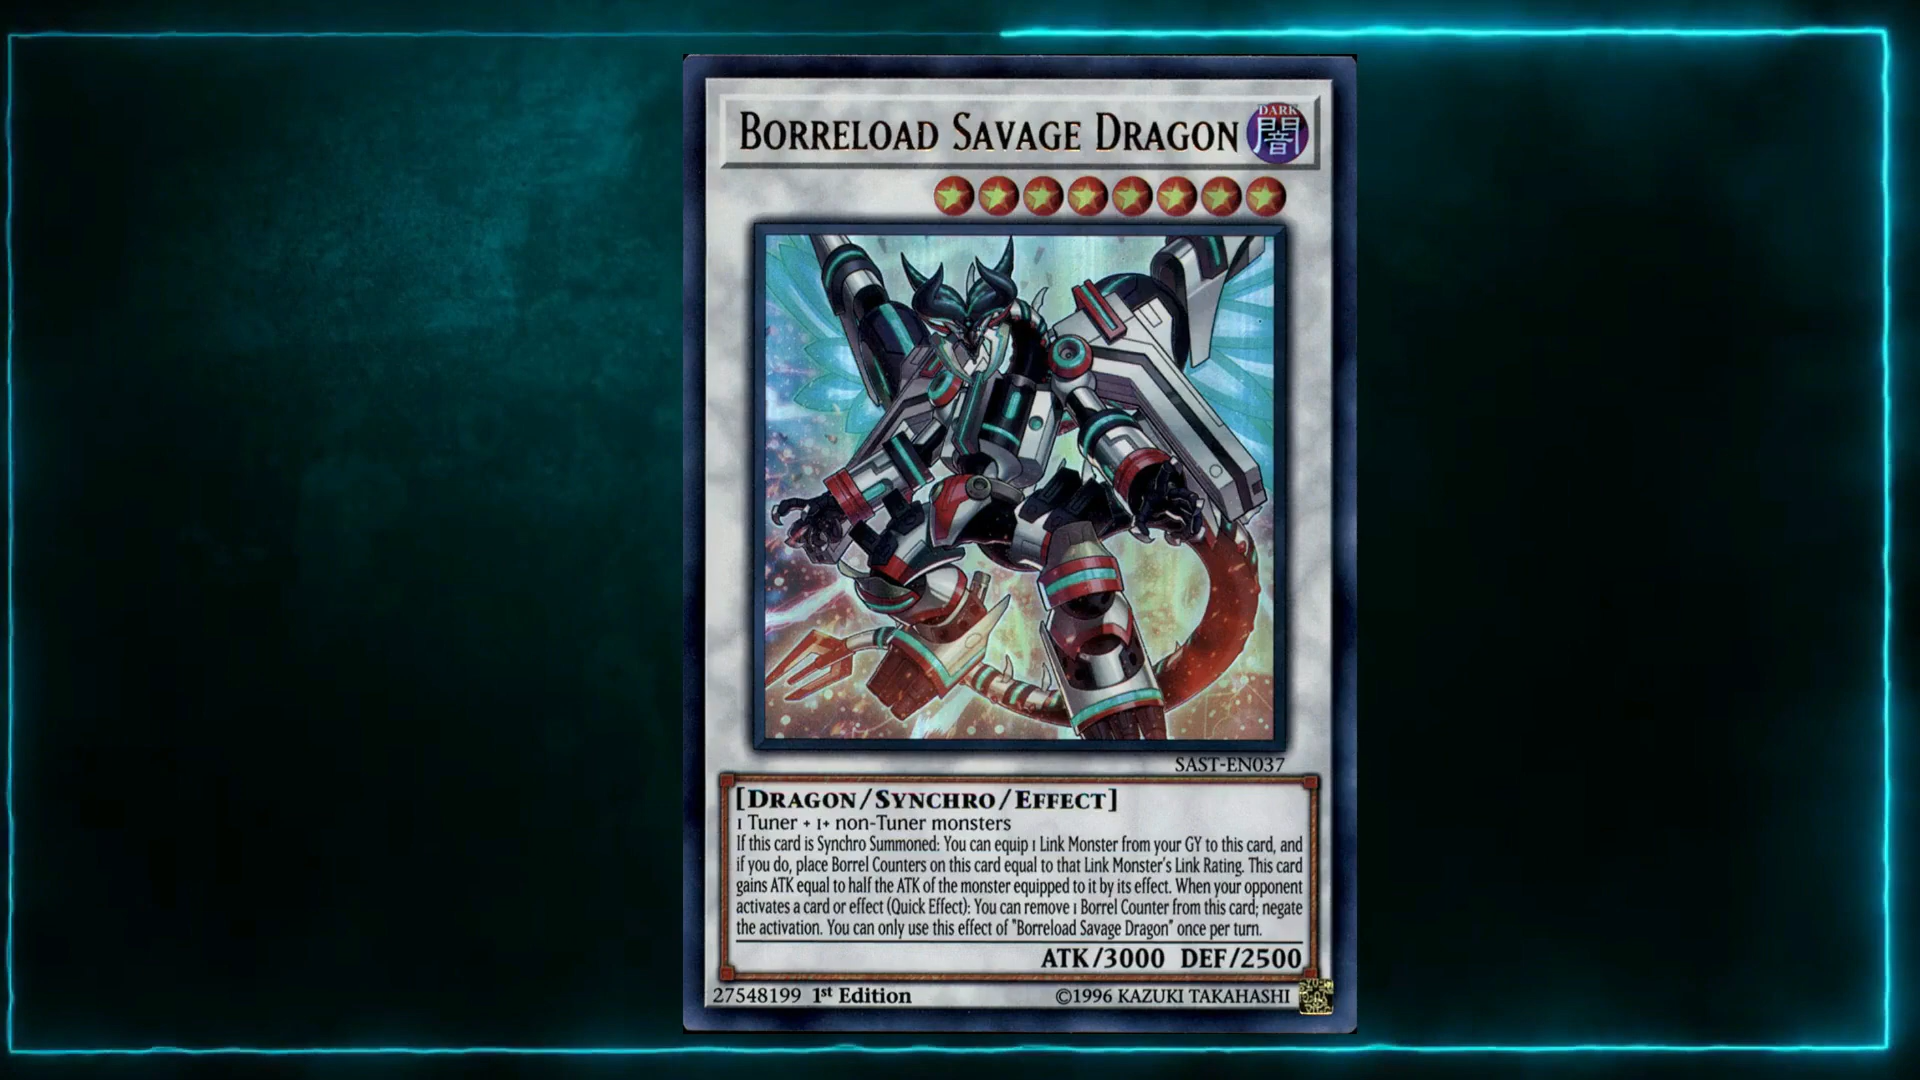 BORRELOAD SAVAGE DRAGON
DARK
闇
SAST-EN037
[DRAGON/SYNCHRO/EFFECT]
1 Tuner + 1+ non-Tuner monsters
If this card is Synchro Summoned: You can equip 1 Link Monster from your GY to this card, and
if you do, place Borrel Counters on this card equal to that Link Monster's Link Rating. This card
gains ATK equal to half the ATK of the monster equipped to it by its effect. When your opponent
activates a card or effect (Quick Effect): You can remove 1 Borrel Counter from this card; negate
the activation. You can only use this effect of "Borreload Savage Dragon" once per turn.
ATK/3000 DEF/2500
27548199 1st Edition ©1996 KAZUKI TAKAHASHI